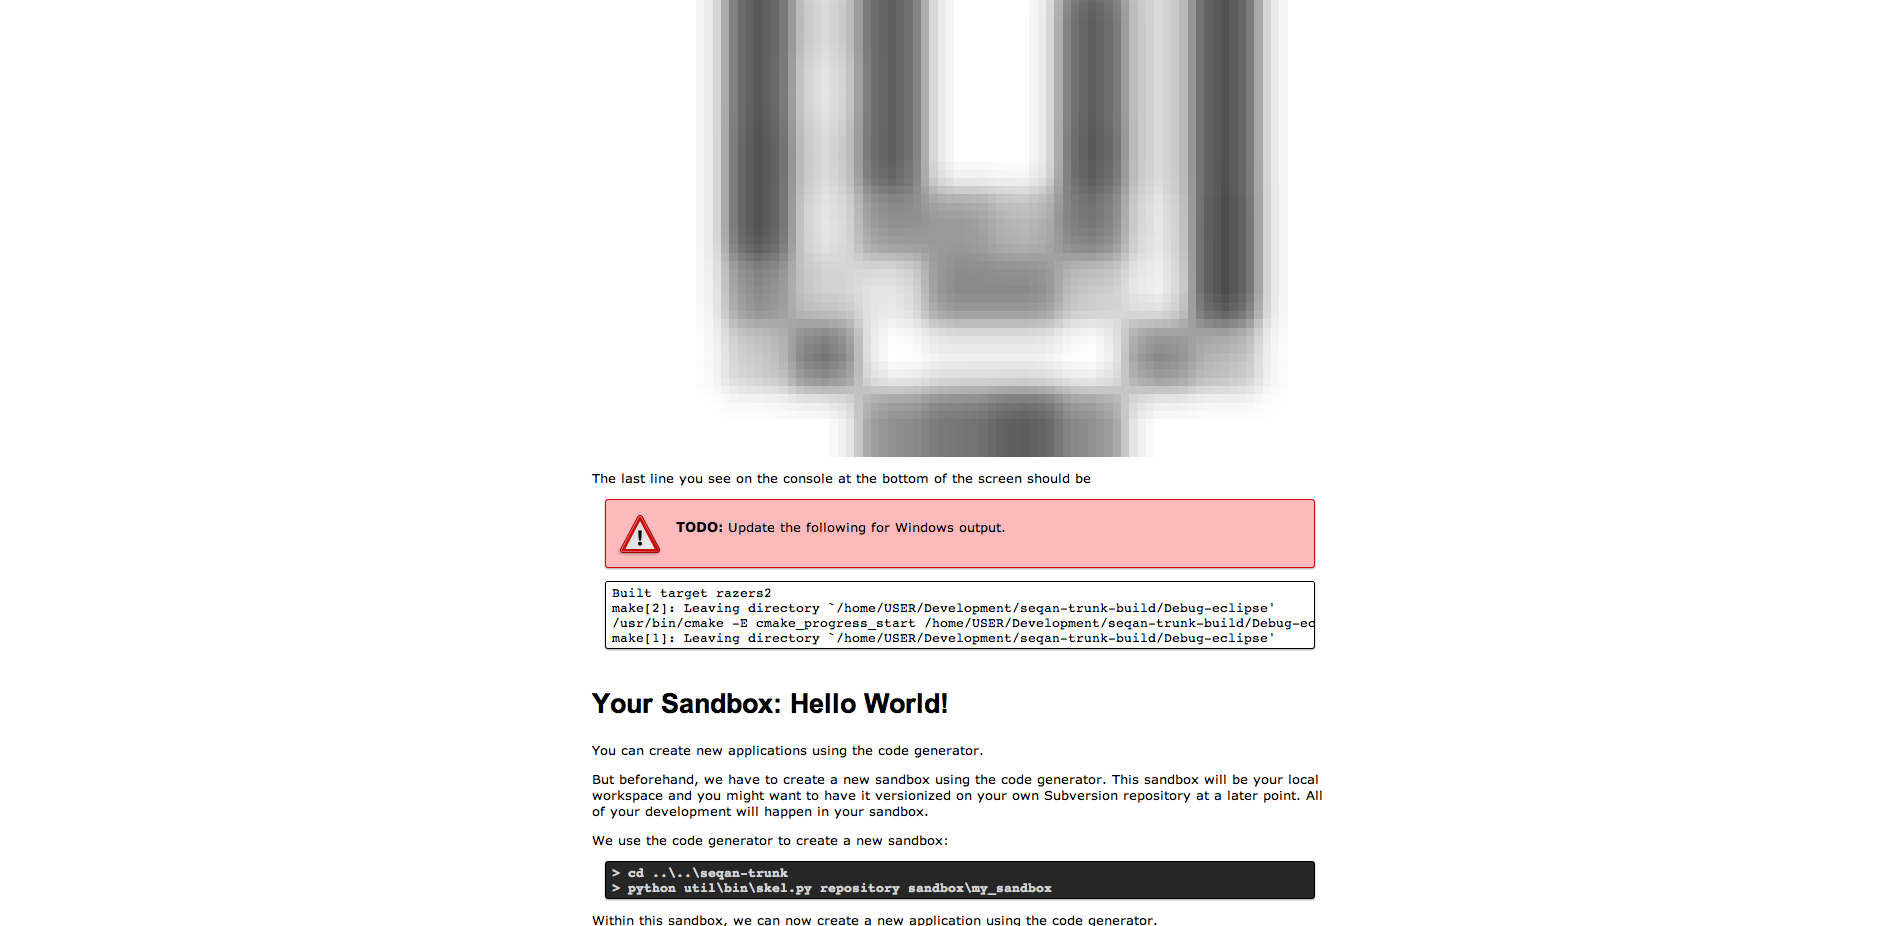 The last line you see on the console at the bottom of the screen should be
TODO: Update the following for Windows output.
Built target razers2
make[2]: Leaving directory `/home/USER/Development/seqan-trunk-build/Debug-eclipse'
/usr/bin/cmake -E cmake_progress_start /home/USER/Development/seqan-trunk-build/Debug-ec
make[1]: Leaving directory `/home/USER/Development/seqan-trunk-build/Debug-eclipse'
Your Sandbox: Hello World!
You can create new applications using the code generator.
But beforehand, we have to create a new sandbox using the code generator. This sandbox will be your local
workspace and you might want to have it versionized on your own Subversion repository at a later point. All
of your development will happen in your sandbox.
We use the code generator to create a new sandbox:
> cd ..\..\seqan-trunk
> python util\bin\skel.py repository sandbox\my_sandbox
Within this sandbox, we can now create a new application using the code generator.